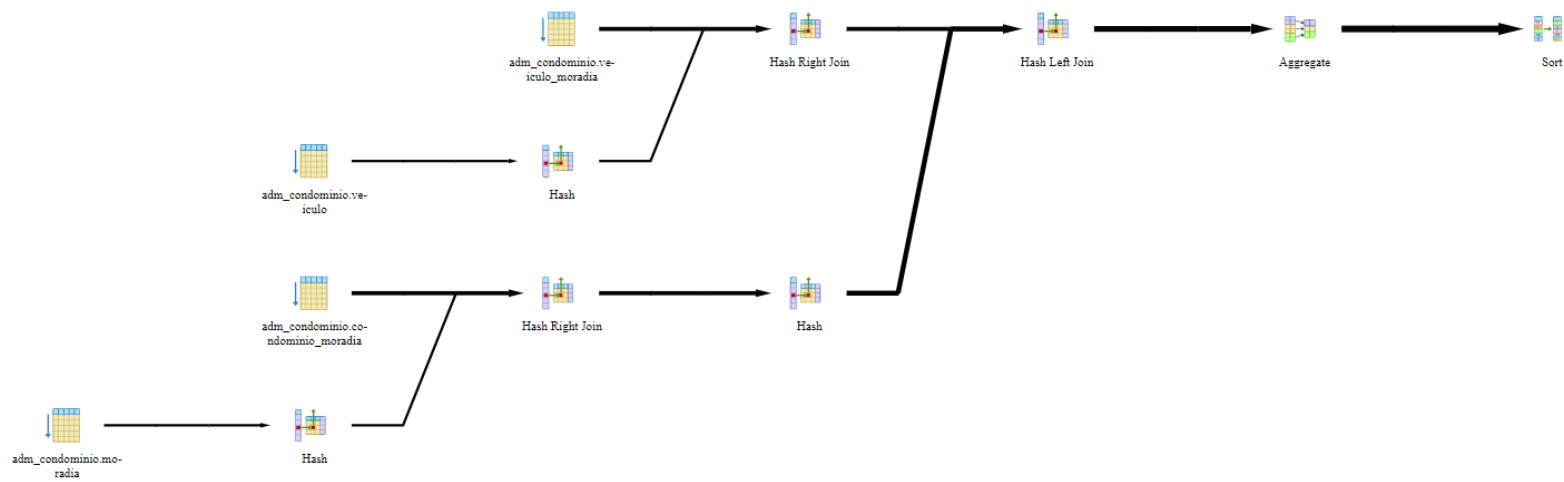 adm_condominio.ve-
iculo_moradia
Hash Right Join
Hash Left Join
Aggregate
Sort
adm_condominio.ve-
iculo
Hash
adm_condominio.co-
ndominio_moradia
Hash Right Join
Hash
adm_condominio.mo-
radia
Hash